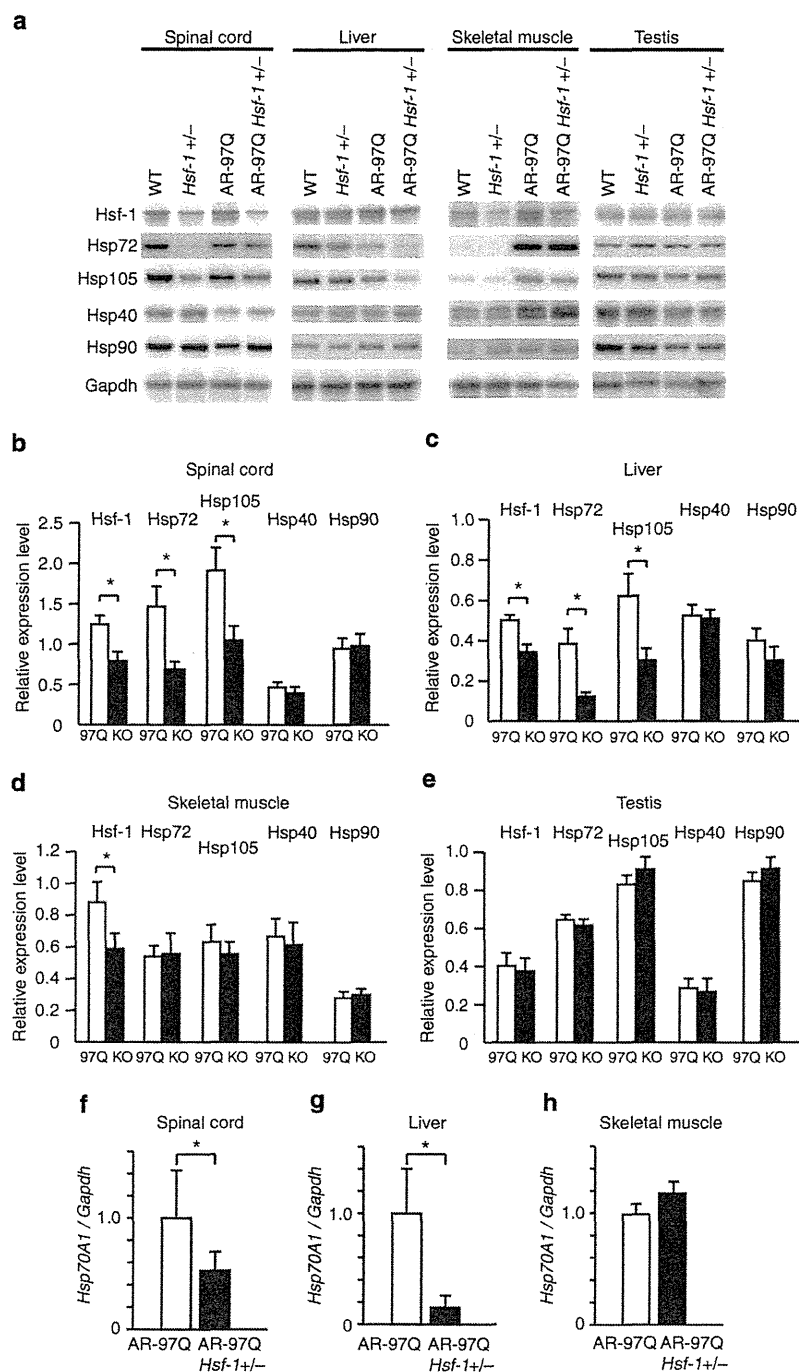 a
Spinal cord Liver Skeletal muscle Testis
WT Hsf-1 +/– AR-97Q AR-97Q Hsf-1 +/– WT Hsf-1 +/– AR-97Q AR-97Q Hsf-1 +/– WT Hsf-1 +/– AR-97Q AR-97Q Hsf-1 +/– WT Hsf-1 +/– AR-97Q AR-97Q Hsf-1 +/–
Hsf-1
Hsp72
Hsp105
Hsp40
Hsp90
Gapdh
b
Spinal cord
Hsf-1 Hsp72 Hsp105 Hsp40 Hsp90
Relative expression level
2.5
2.0
1.5
1.0
0.5
0
* * *
97Q KO 97Q KO 97Q KO 97Q KO 97Q KO
c
Liver
Hsf-1 Hsp72 Hsp105 Hsp40 Hsp90
Relative expression level
1.0
0.8
0.6
0.4
0.2
0
* * *
97Q KO 97Q KO 97Q KO 97Q KO 97Q KO
d
Skeletal muscle
Hsf-1 Hsp72 Hsp105 Hsp40 Hsp90
Relative expression level
1.2
1.0
0.8
0.6
0.4
0.2
0
*
97Q KO 97Q KO 97Q KO 97Q KO 97Q KO
e
Testis
Hsf-1 Hsp72 Hsp105 Hsp40 Hsp90
Relative expression level
1.0
0.8
0.6
0.4
0.2
0
97Q KO 97Q KO 97Q KO 97Q KO 97Q KO
f
Spinal cord
*
Hsp70A1 / Gapdh
1.0
0
AR-97Q AR-97Q
Hsf-1+/–
g
Liver
*
Hsp70A1 / Gapdh
1.0
0
AR-97Q AR-97Q
Hsf-1+/–
h
Skeletal muscle
Hsp70A1 / Gapdh
1.0
0
AR-97Q AR-97Q
Hsf-1+/–